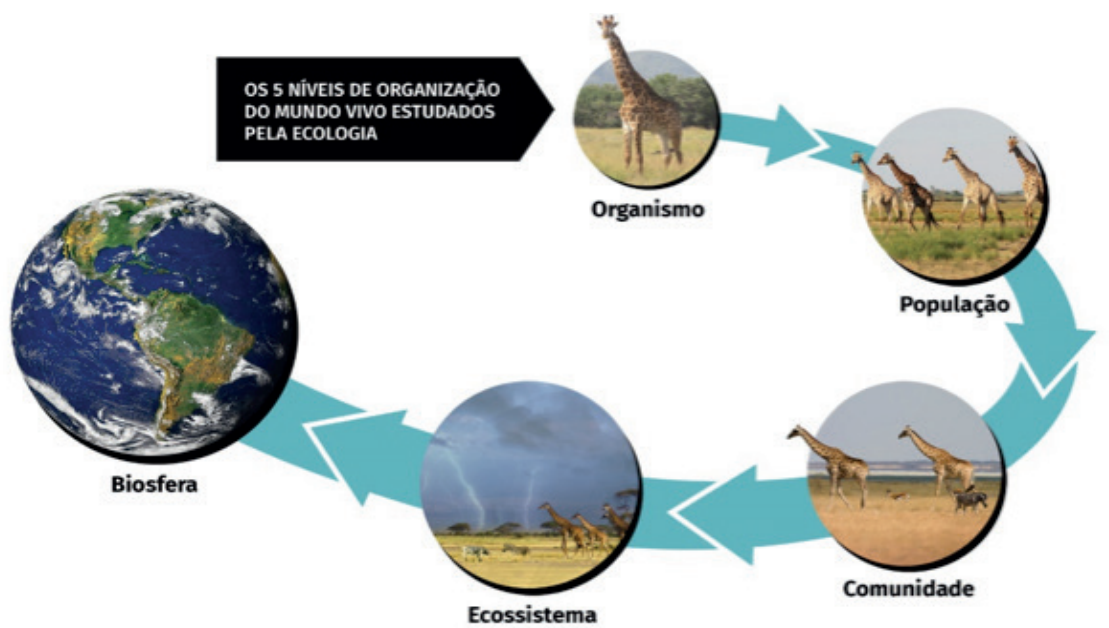 OS 5 NÍVEIS DE ORGANIZAÇÃO
DO MUNDO VIVO ESTUDADOS
PELA ECOLOGIA
Organismo
População
Comunidade
Ecossistema
Biosfera